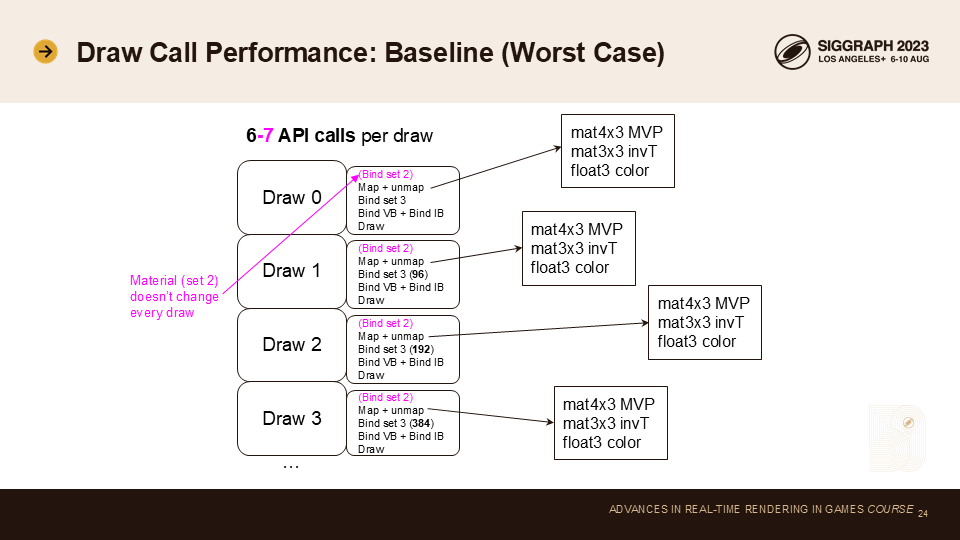 Draw Call Performance: Baseline (Worst Case)
SIGGRAPH 2023
LOS ANGELES+ 6-10 AUG
6-7 API calls per draw
Draw 0
(Bind set 2)
Map + unmap
Bind set 3
Bind VB + Bind IB
Draw
mat4x3 MVP
mat3x3 invT
float3 color
Draw 1
(Bind set 2)
Map + unmap
Bind set 3 (96)
Bind VB + Bind IB
Draw
mat4x3 MVP
mat3x3 invT
float3 color
Material (set 2)
doesn't change
every draw
Draw 2
(Bind set 2)
Map + unmap
Bind set 3 (192)
Bind VB + Bind IB
Draw
mat4x3 MVP
mat3x3 invT
float3 color
Draw 3
(Bind set 2)
Map + unmap
Bind set 3 (384)
Bind VB + Bind IB
Draw
mat4x3 MVP
mat3x3 invT
float3 color
…
ADVANCES IN REAL-TIME RENDERING IN GAMES COURSE
24